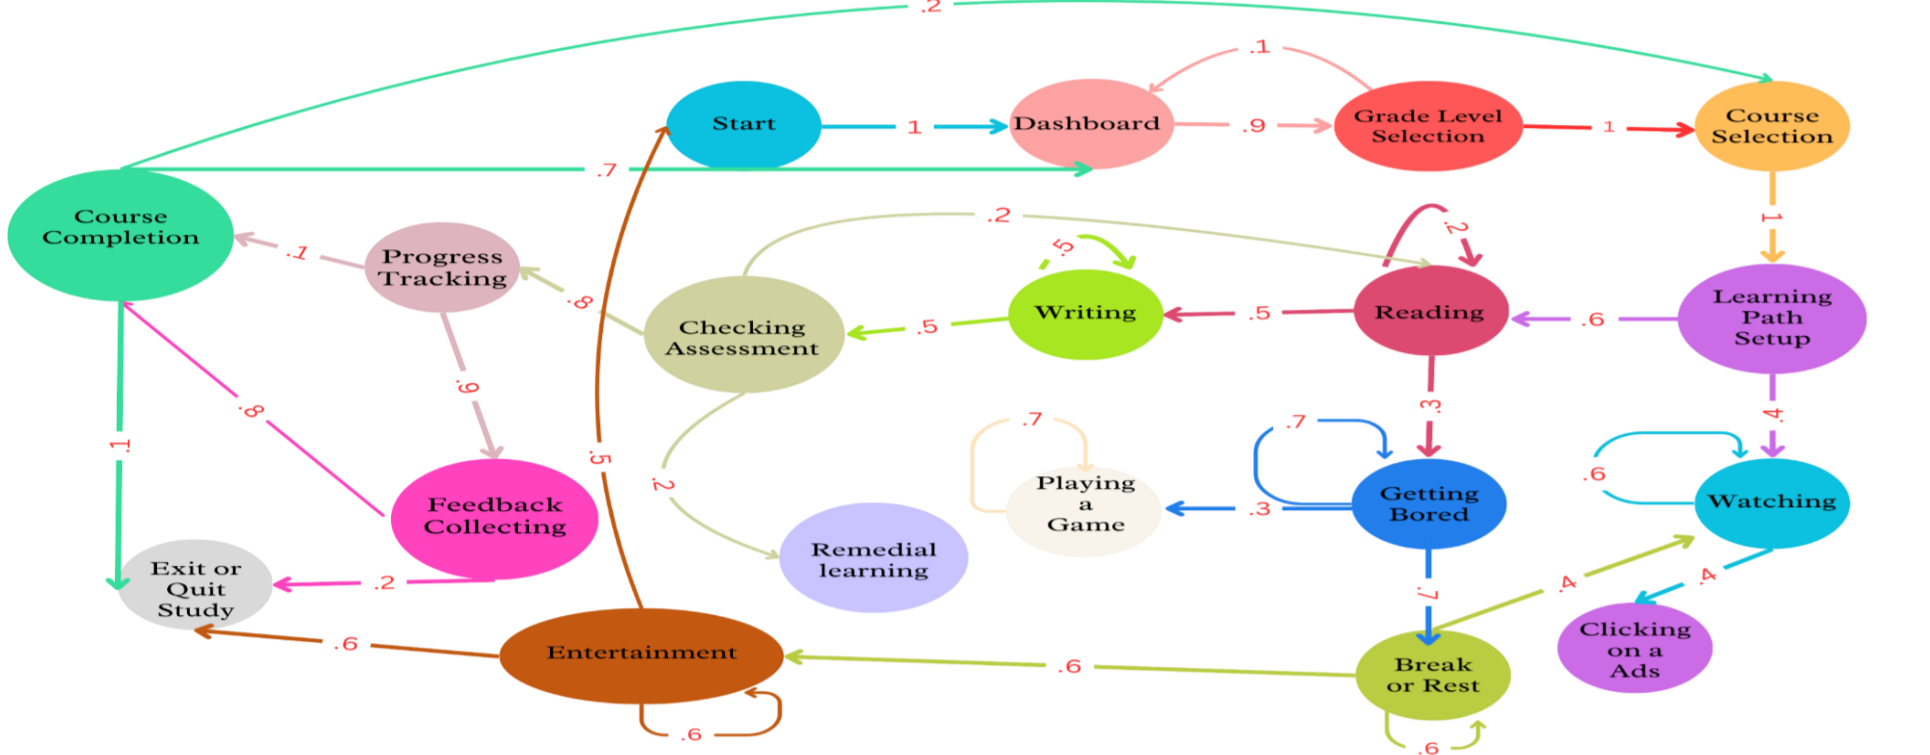 .2
.1
Start
1
Dashboard
.9
Grade Level
Selection
1
Course
Selection
.7
Course
Completion
.1
Progress
Tracking
.8
.2
.5
.2
1
Checking
Assessment
.5
Writing
.5
Reading
.6
Learning
Path
Setup
.9
.8
.1
.5
.2
.7
.7
.3
.4
.6
Feedback
Collecting
Playing
a
Game
.3
Getting
Bored
Watching
Exit or
Quit
Study
.2
Remedial
learning
.7
.4
.4
.6
Entertainment
.6
.6
Break
or Rest
.6
Clicking
on a
Ads